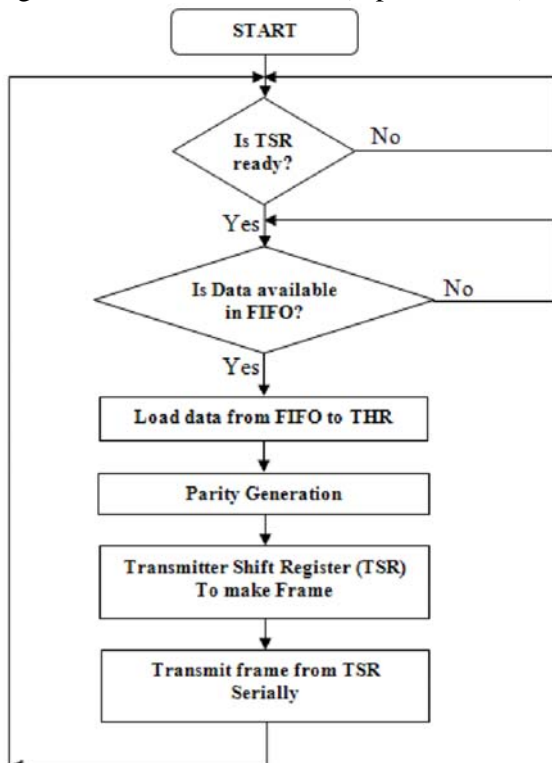 START
Is TSR
ready?
No
Yes
Is Data available
in FIFO?
No
Yes
Load data from FIFO to THR
Parity Generation
Transmitter Shift Register (TSR)
To make Frame
Transmit frame from TSR
Serially